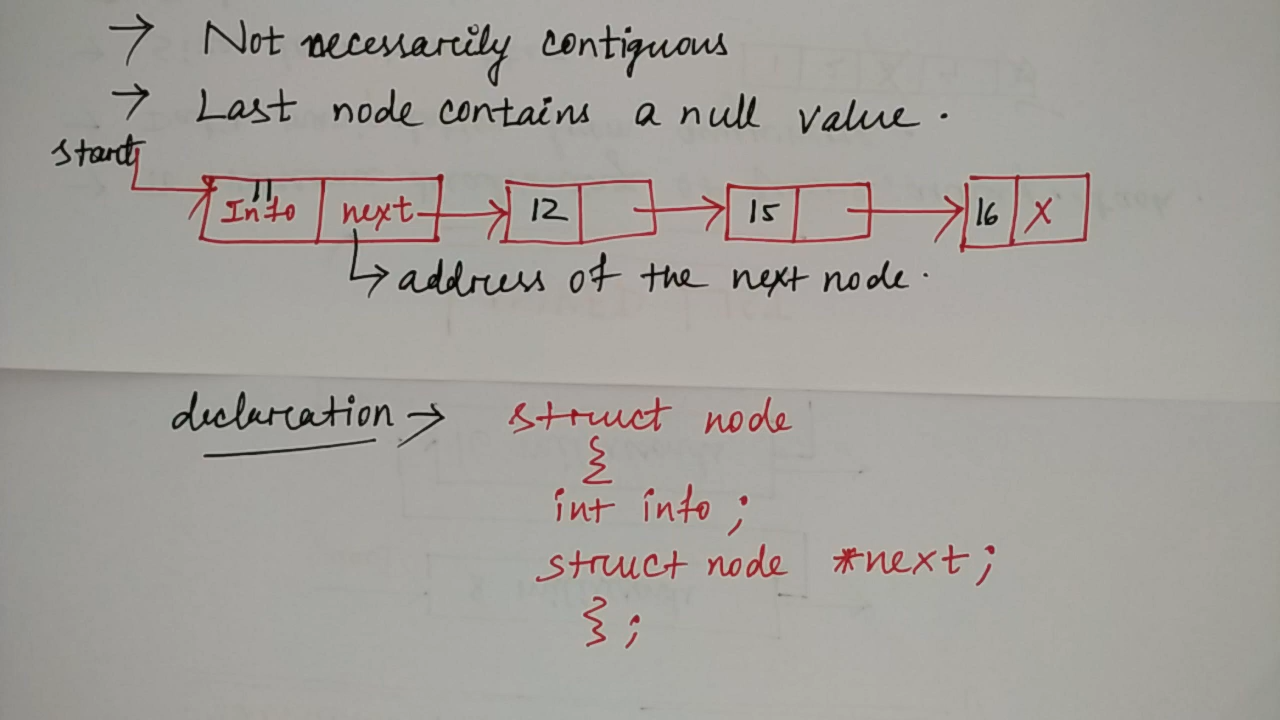 → Not necessarily contiguous
→ Last node contains a null value.
start
11
Info next → 12 → 15 → 16 X
↳ address of the next node.
declaration → struct node
{
int info;
struct node *next;
};